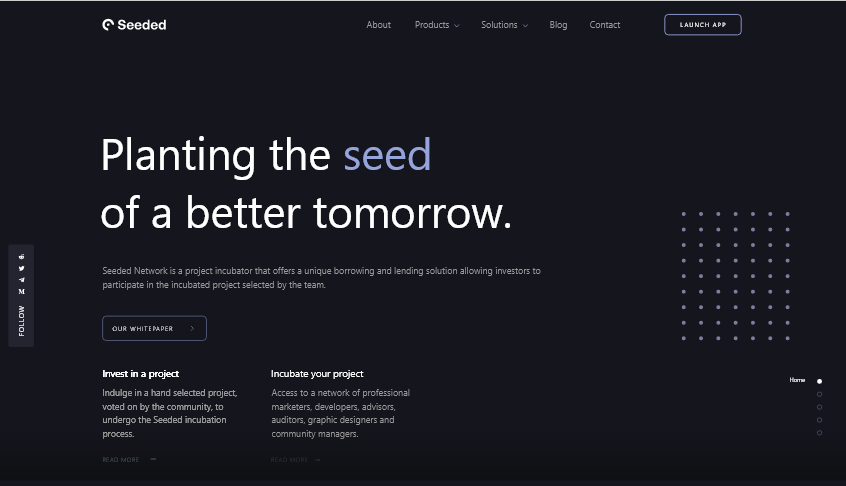 Seeded
About Products Solutions Blog Contact LAUNCH APP
Planting the seed
of a better tomorrow.
Seeded Network is a project incubator that offers a unique borrowing and lending solution allowing investors to
participate in the incubated project selected by the team.
FOLLOW
OUR WHITEPAPER
Invest in a project
Indulge in a hand selected project,
voted on by the community, to
undergo the Seeded incubation
process.
READ MORE
Incubate your project
Access to a network of professional
marketers, developers, advisors,
auditors, graphic designers and
community managers.
READ MORE
Home